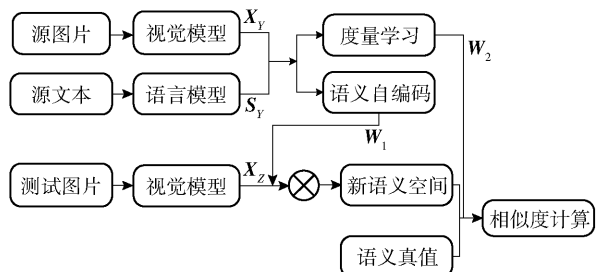 源图片
视觉模型
X_Y
度量学习
W_2
源文本
语言模型
S_Y
语义自编码
W_1
测试图片
视觉模型
X_Z
新语义空间
相似度计算
语义真值